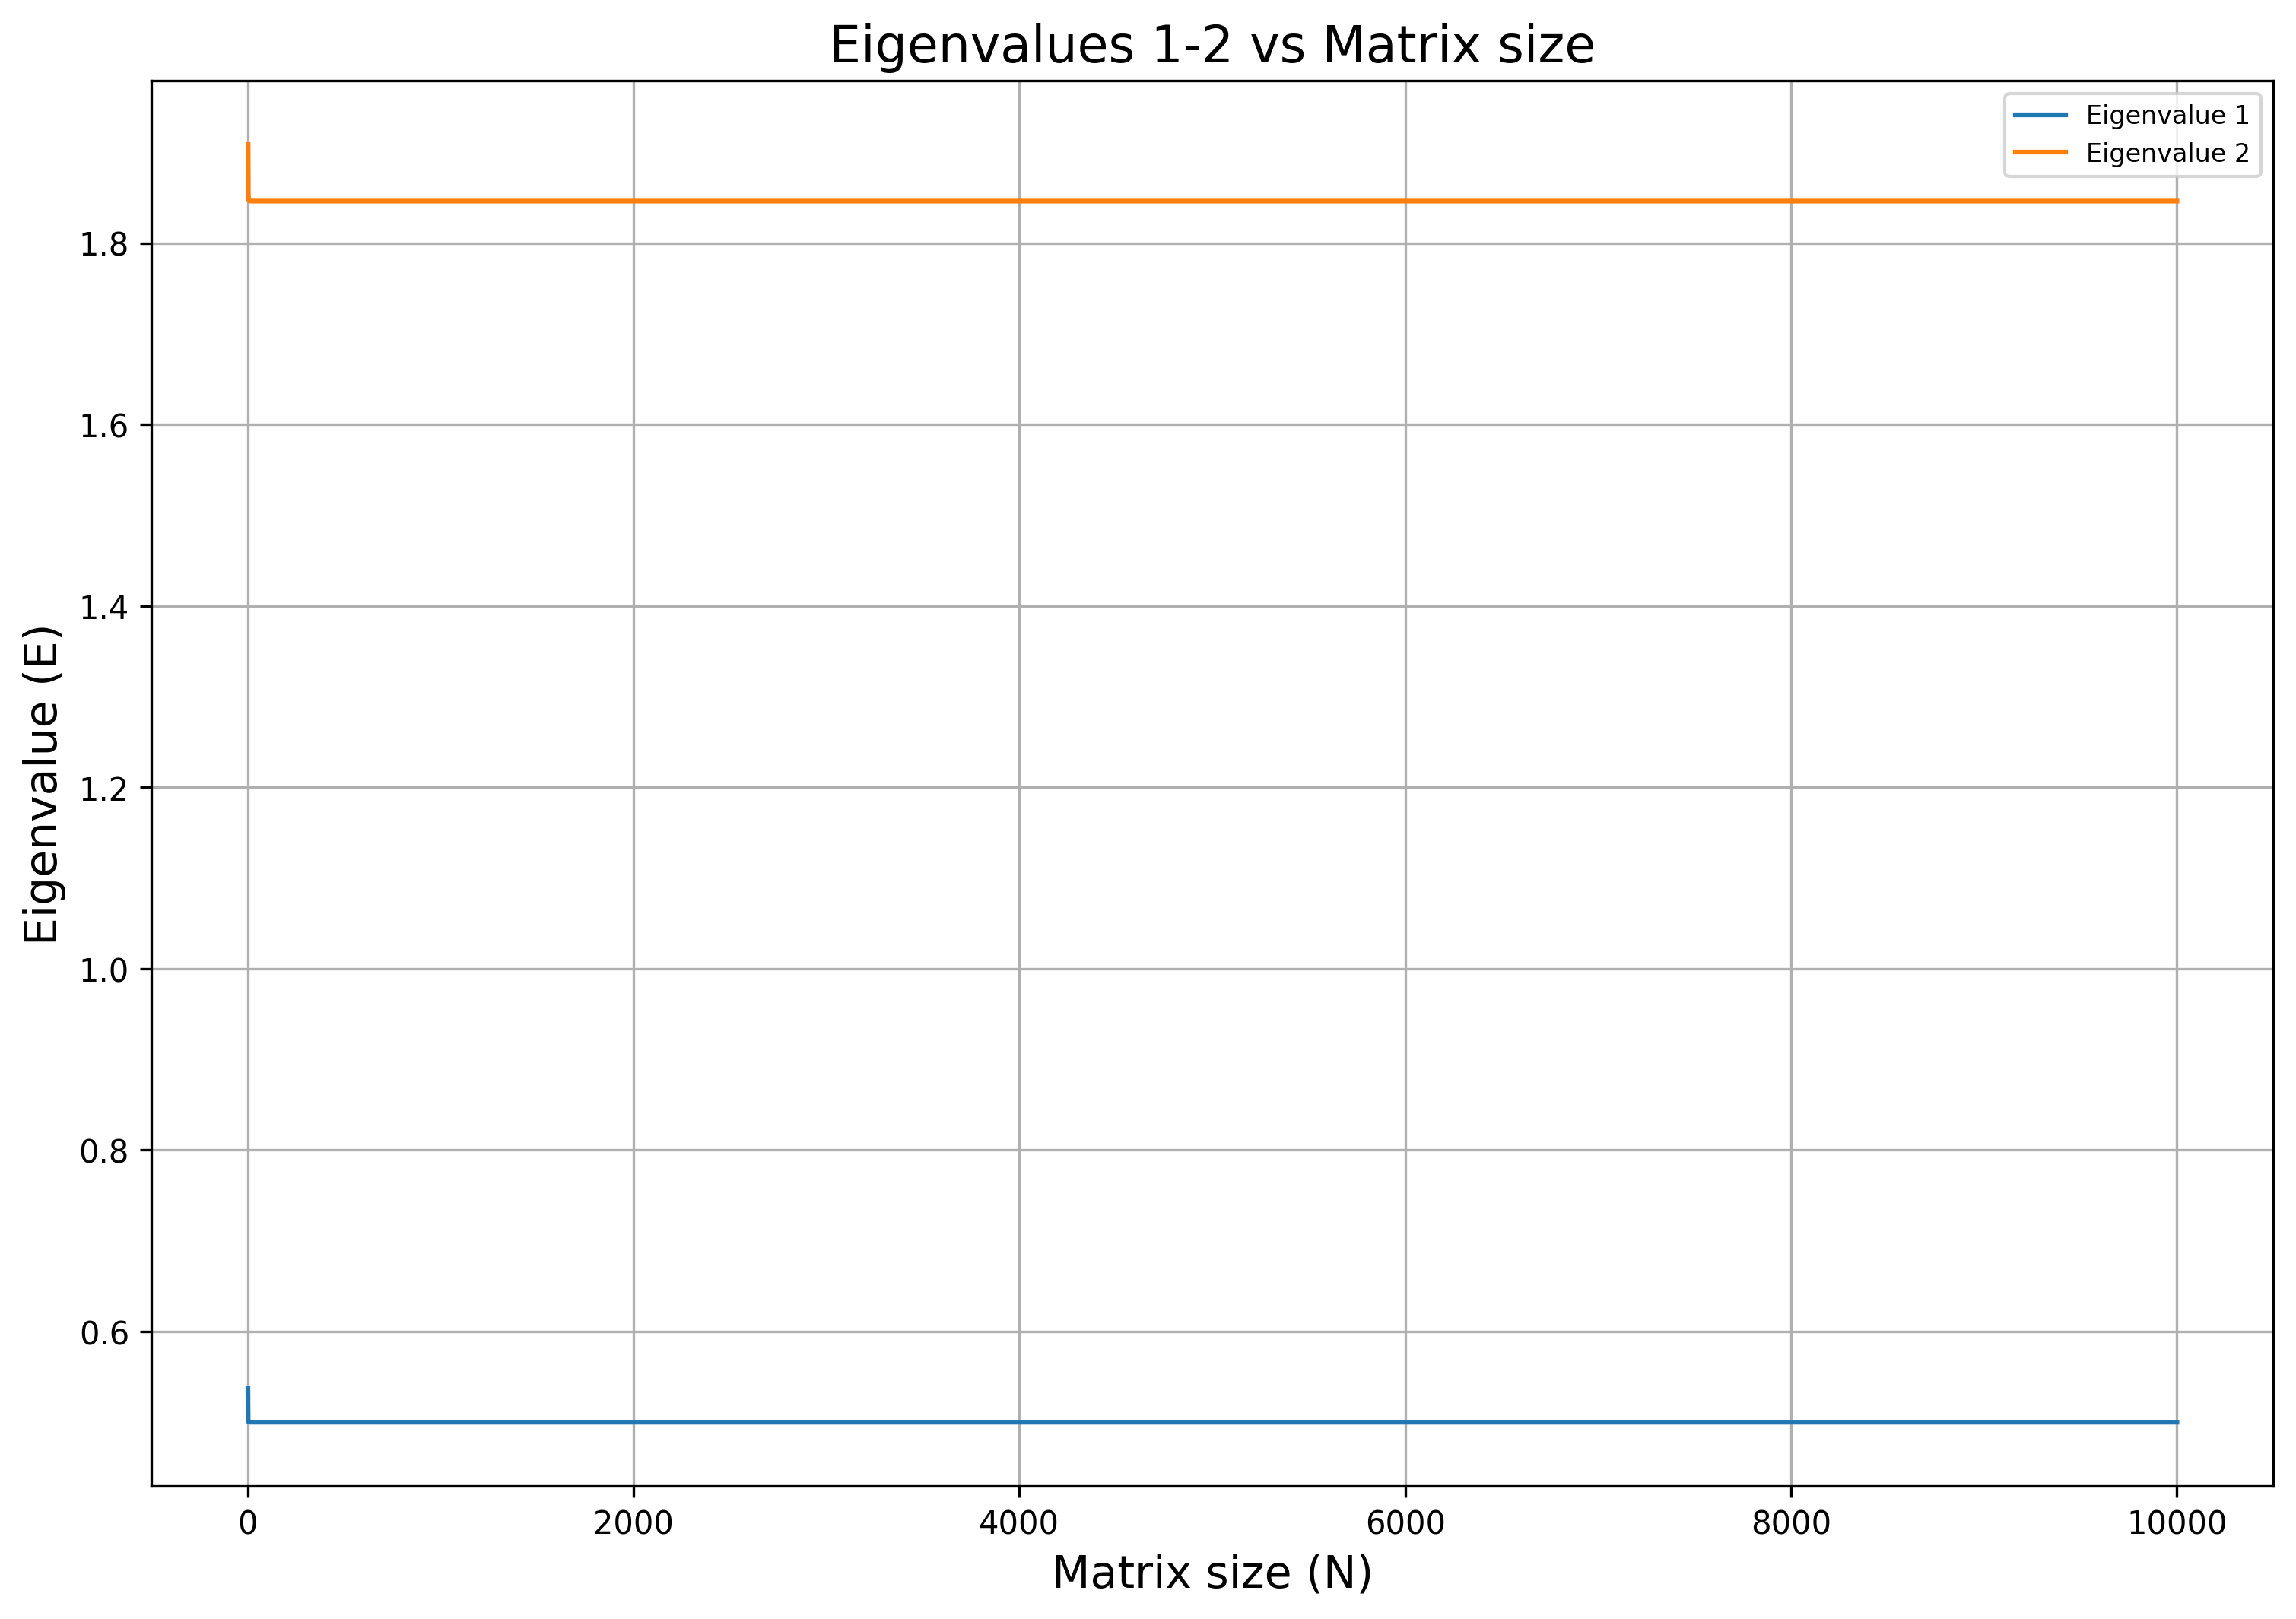 Eigenvalues 1-2 vs Matrix size
Eigenvalue 1
Eigenvalue 2
Eigenvalue (E)
1.8
1.6
1.4
1.2
1.0
0.8
0.6
0 2000 4000 6000 8000 10000
Matrix size (N)